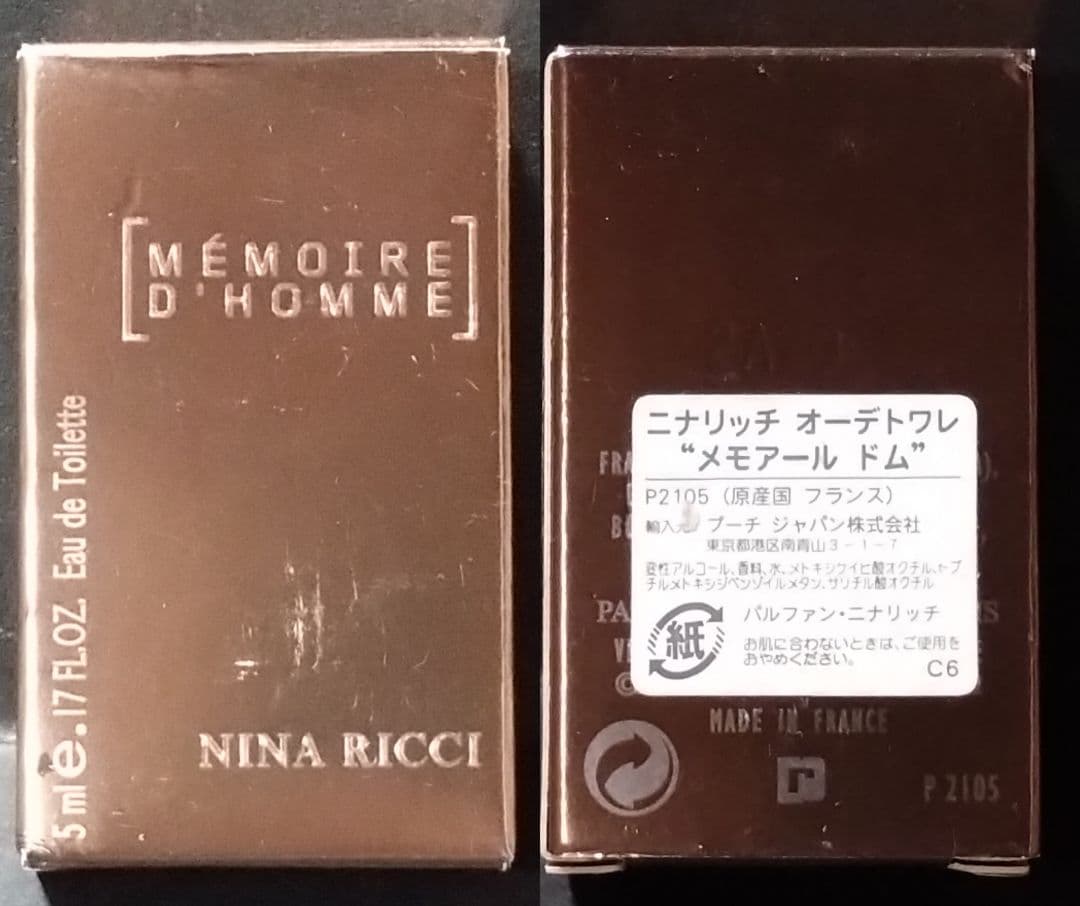 [MÉMOIRE
D'HOMME]
5 ml e .17 FL.OZ. Eau de Toilette
NINA RICCI
ニナリッチ オーデトワレ
“メモアール ドム”
P2105 (原産国 フランス)
輸入元 プーチ ジャパン株式会社
東京都港区南青山3-1-7
変性アルコール、香料、水、メトキシケイヒ酸オクチル、t-ブ
チルメトキシジベンゾイルメタン、サリチル酸オクチル
紙
パルファン・ニナリッチ
お肌に合わないときは、ご使用を
おやめください。
C6
©
MADE IN FRANCE
r
P 2105